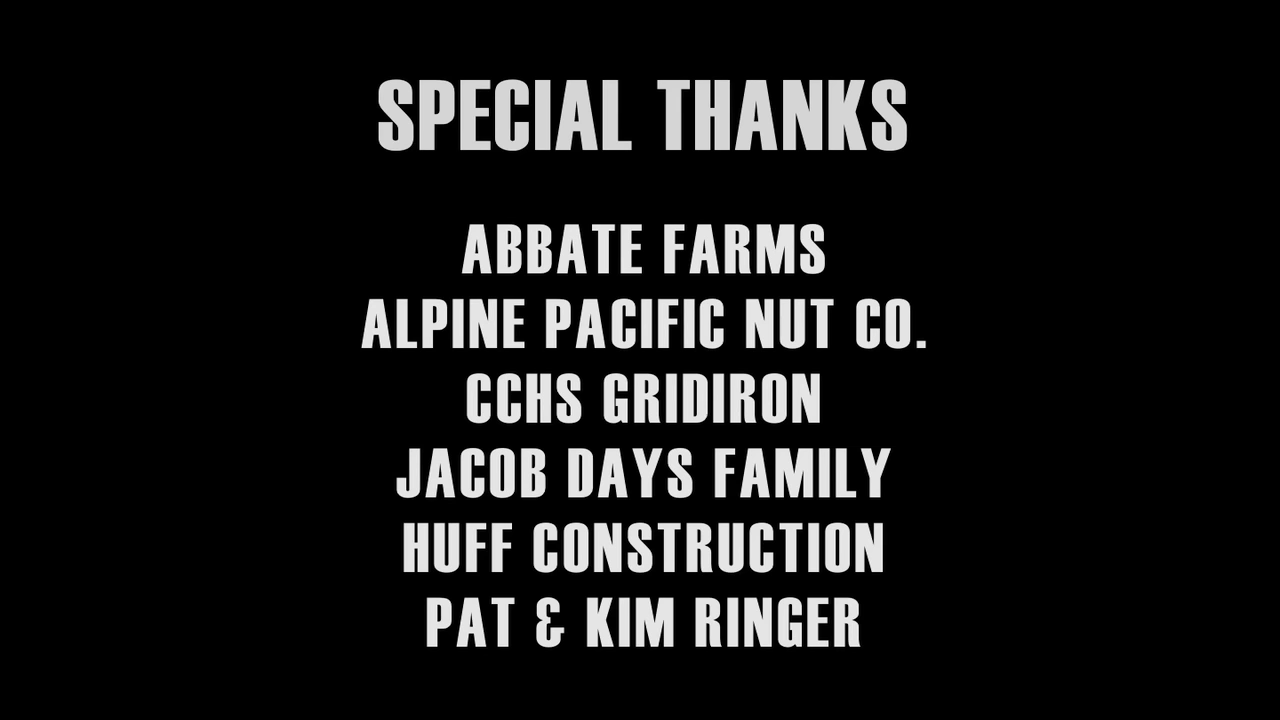 SPECIAL THANKS
ABBATE FARMS
ALPINE PACIFIC NUT CO.
CCHS GRIDIRON
JACOB DAYS FAMILY
HUFF CONSTRUCTION
PAT & KIM RINGER